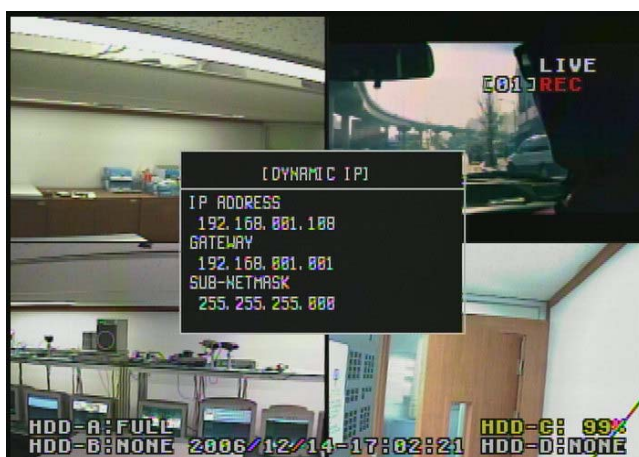 LIVE
[01]REC
[DYNAMIC IP]
IP ADDRESS
192.168.001.108
GATEWAY
192.168.001.001
SUB-NETMASK
255.255.255.000
HDD-A:FULL
HDD-C: 99%
HDD-B:NONE 2006/12/14-17:02:21 HDD-D:NONE